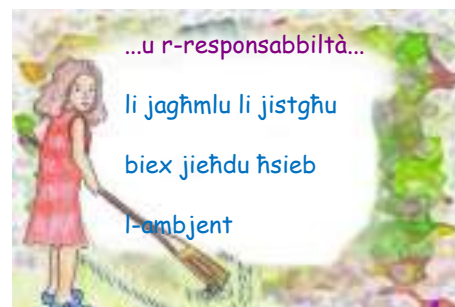 ...u r-responsabbiltà...
li jagħmlu li jistgħu
biex jieħdu ħsieb
l-ambjent